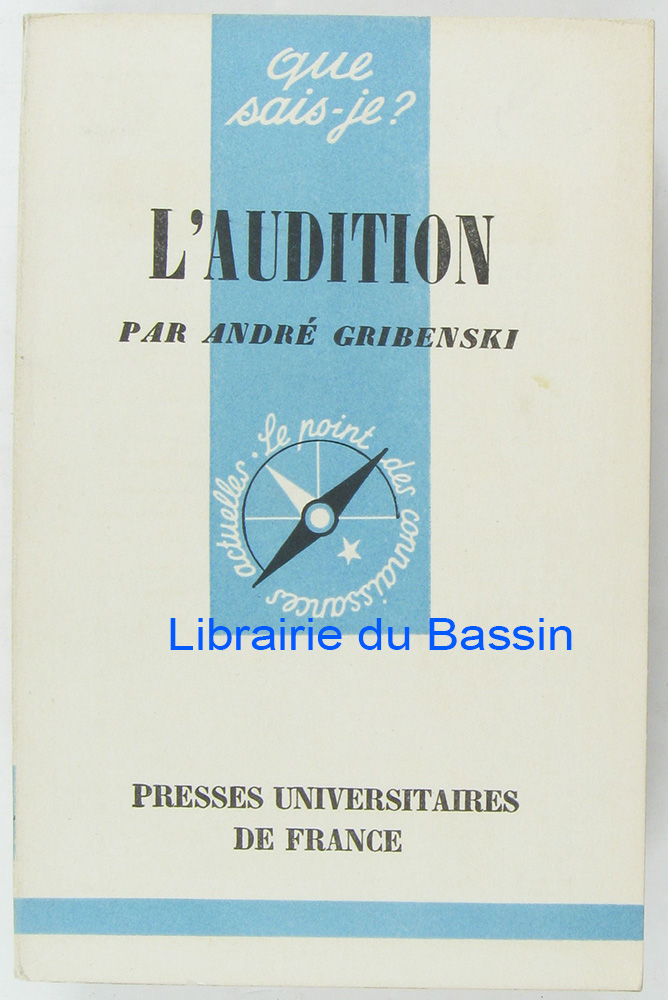 que
sais-je?
L'AUDITION
PAR ANDRÉ GRIBENSKI
Le point des connaissances actuelles.
Librairie du Bassin
PRESSES UNIVERSITAIRES
DE FRANCE